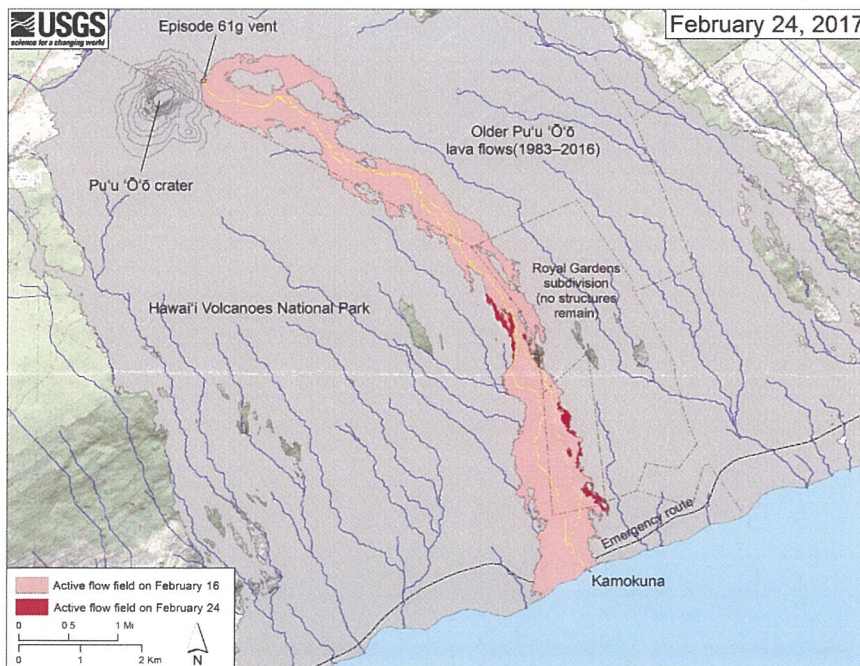 USGS
science for a changing world
February 24, 2017
Episode 61g vent
Older Pu‘u ‘Ō‘ō
lava flows(1983–2016)
Pu‘u ‘Ō‘ō crater
Royal Gardens
subdivision
(no structures
remain)
Hawai‘i Volcanoes National Park
Emergency route
Kamokuna
Active flow field on February 16
Active flow field on February 24
0 0.5 1 Mi
0 1 2 Km
N